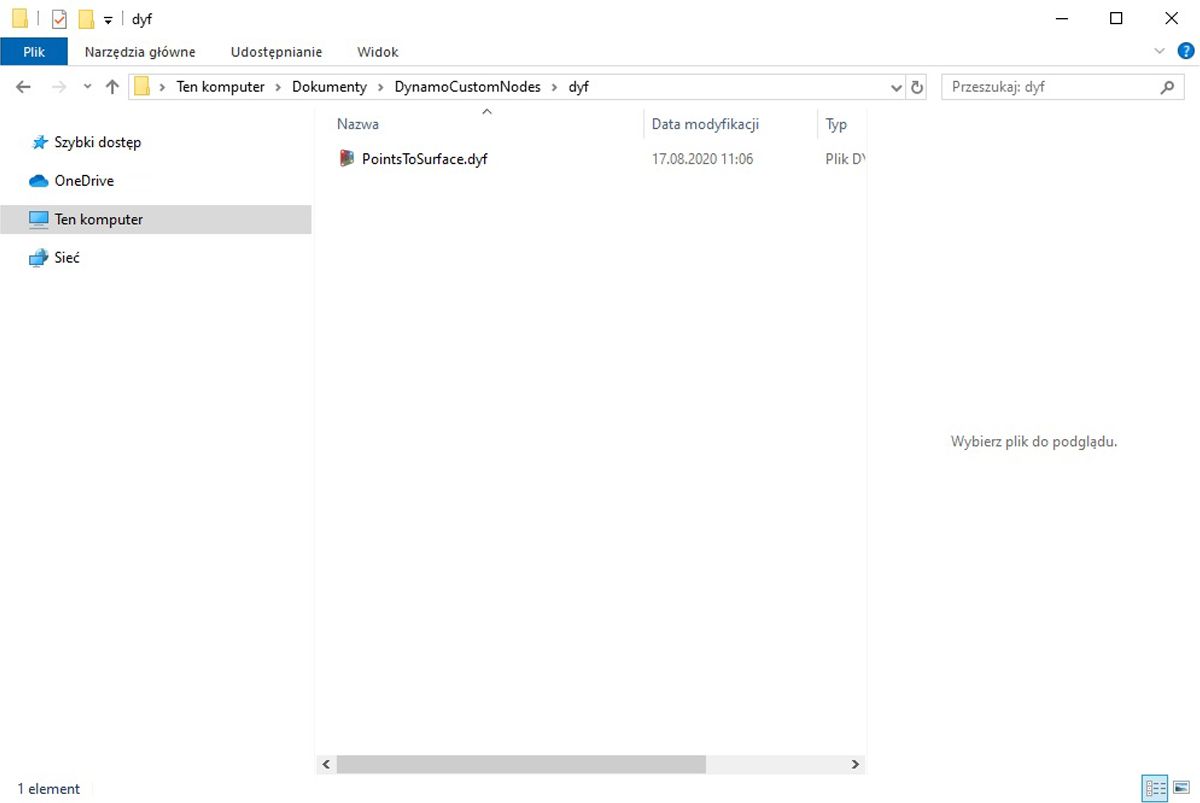 dyf
Plik Narzędzia główne Udostępnianie Widok
Ten komputer Dokumenty DynamoCustomNodes dyf Przeszukaj: dyf
Nazwa Data modyfikacji Typ
Szybki dostęp
OneDrive
Ten komputer
Sieć
PointsToSurface.dyf 17.08.2020 11:06 Plik DY
Wybierz plik do podglądu.
1 element